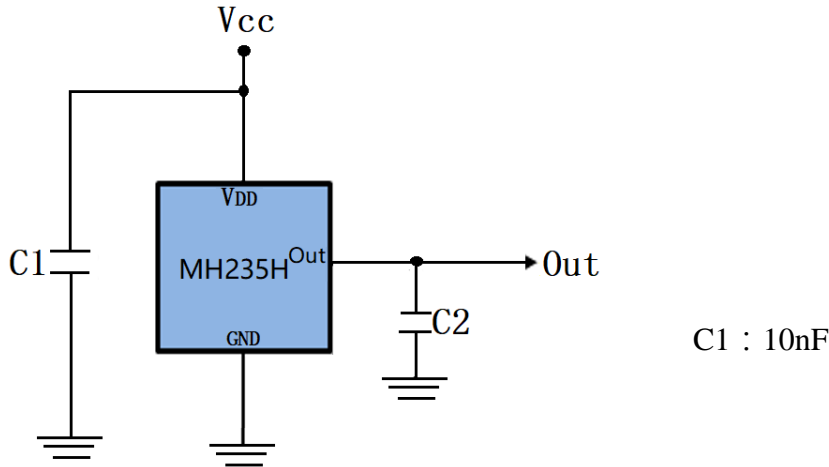 Vcc
VDD
C1
MH235H
Out
Out
C2
GND
C1：10nF